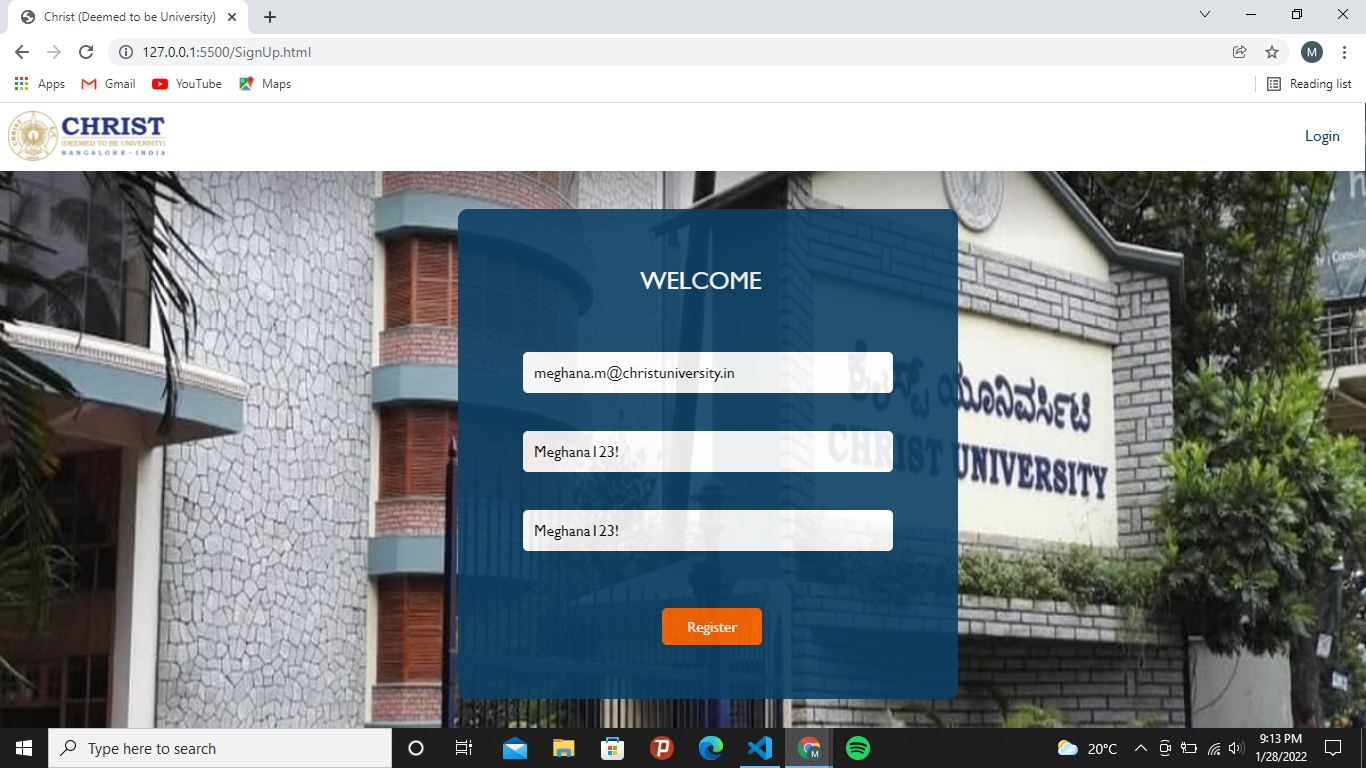 Christ (Deemed to be University)
127.0.0.1:5500/SignUp.html
M
Apps
Gmail
YouTube
Maps
Reading list
CHRIST
(DEEMED TO BE UNIVERSITY)
BANGALORE · INDIA
Login
WELCOME
meghana.m@christuniversity.in
Meghana123!
Meghana123!
Register
ಕ್ರೈಸ್ಟ್ ಯೂನಿವರ್ಸಿಟಿ
CHRIST UNIVERSITY
Type here to search
M
20°C
9:13 PM
1/28/2022